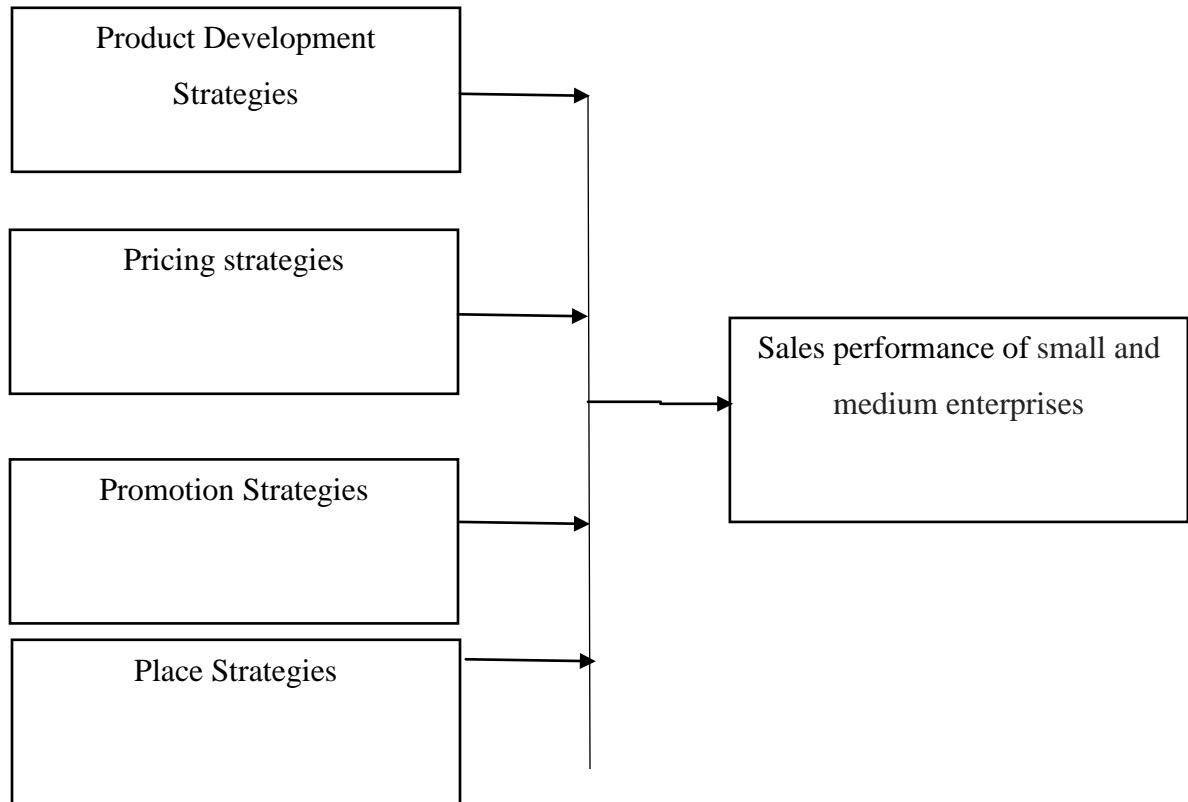 Product Development
Strategies
Pricing strategies
Sales performance of small and
medium enterprises
Promotion Strategies
Place Strategies